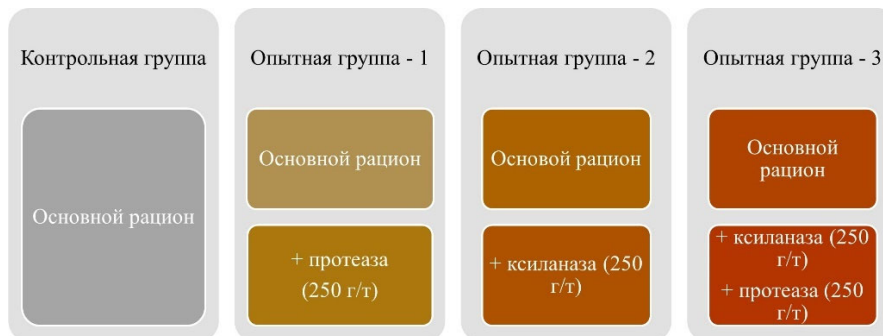 Контрольная группа
Основной рацион
Опытная группа - 1
Основной рацион
+ протеаза
(250 г/т)
Опытная группа - 2
Основой рацион
+ ксиланаза (250
г/т)
Опытная группа - 3
Основной
рацион
+ ксиланаза (250
г/т)
+ протеаза (250
г/т)